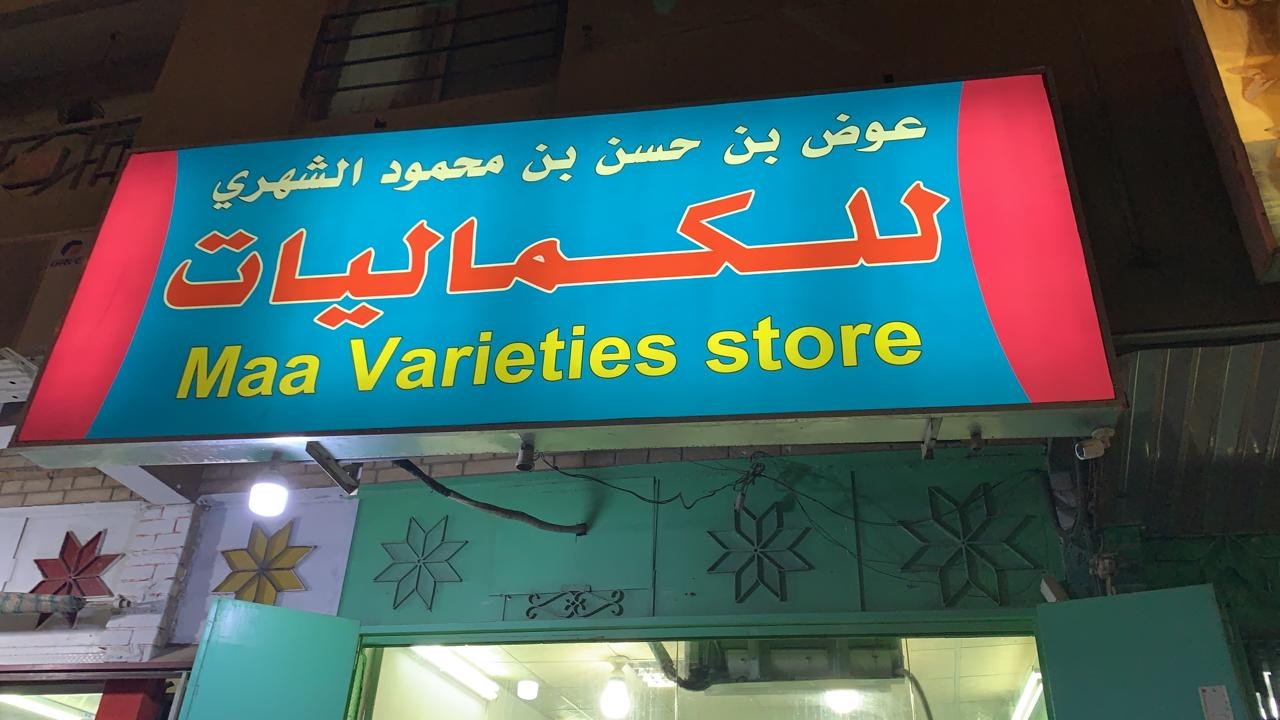 عوض بن حسن بن محمود الشهري
للكماليات
Maa Varieties store